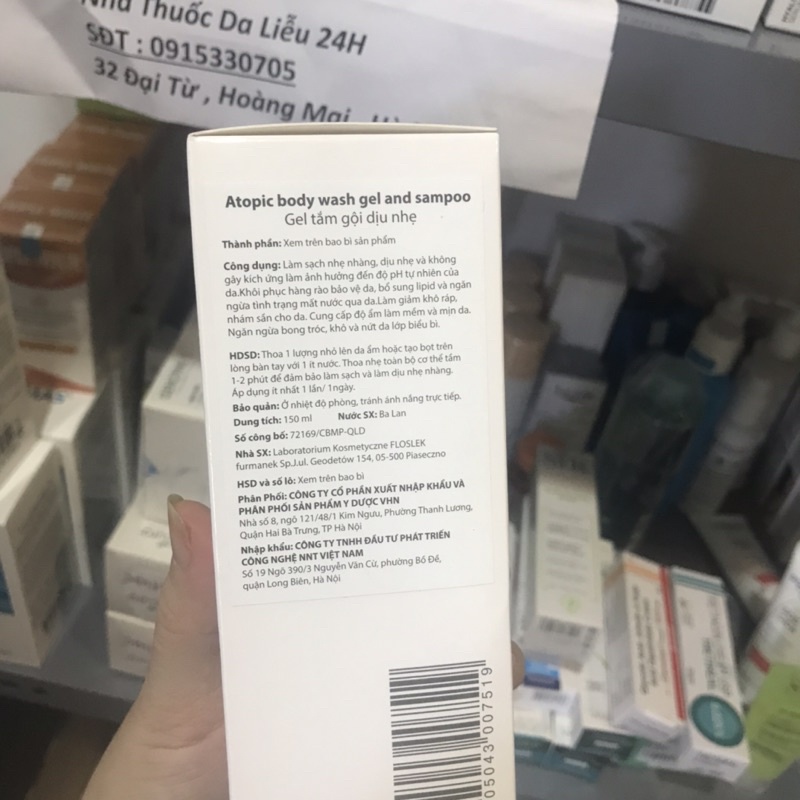 Thuốc Da Liễu 24H
SĐT : 0915330705
32 Đại Từ , Hoàng Mai
Atopic body wash gel and sampoo
Gel tắm gội dịu nhẹ
Thành phần: Xem trên bao bì sản phẩm
Công dụng: Làm sạch nhẹ nhàng, dịu nhẹ và không
gây kích ứng làm ảnh hưởng đến độ pH tự nhiên của
da.Khôi phục hàng rào bảo vệ da, bổ sung lipid và ngăn
ngừa tình trạng mất nước qua da.Làm giảm khô ráp,
nhám sần cho da. Cung cấp độ ẩm làm mềm và mịn da.
Ngăn ngừa bong tróc, khô và nứt da lớp biểu bì.
HDSD: Thoa 1 lượng nhỏ lên da ẩm hoặc tạo bọt trên
lòng bàn tay với 1 ít nước. Thoa nhẹ toàn bộ cơ thể tắm
1-2 phút để đảm bảo làm sạch và làm dịu nhẹ nhàng.
Áp dụng ít nhất 1 lần/ 1ngày.
Bảo quản: Ở nhiệt độ phòng, tránh ánh nắng trực tiếp.
Dung tích: 150 ml Nước SX: Ba Lan
Số công bố: 72169/CBMP-QLD
Nhà SX: Laboratorium Kosmetyczne FLOSLEK
furmanek Sp.J.ul. Geodetów 154, 05-500 Piaseczno
HSD và số lô: Xem trên bao bì
Phân Phối: CÔNG TY CỔ PHẦN XUẤT NHẬP KHẨU VÀ
PHÂN PHỐI SẢN PHẨM Y DƯỢC VHN
Nhà số 8, ngõ 121/48/1 Kim Ngưu, Phường Thanh Lương,
Quận Hai Bà Trưng, TP Hà Nội
Nhập khẩu: CÔNG TY TNHH ĐẦU TƯ PHÁT TRIỂN
CÔNG NGHỆ NNT VIỆT NAM
Số 19 Ngõ 390/3 Nguyễn Văn Cừ, phường Bồ Đề,
quận Long Biên, Hà Nội
05043 007519